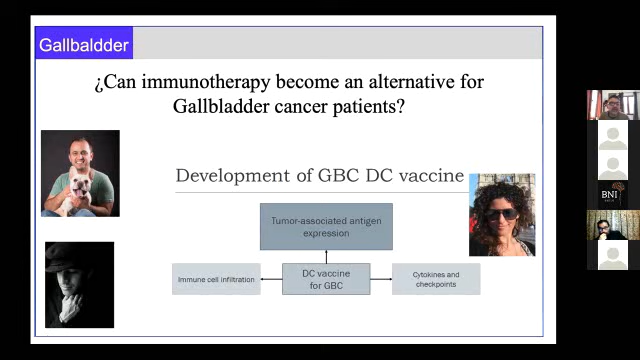 Gallbaldder
¿Can immunotherapy become an alternative for
Gallbladder cancer patients?
Development of GBC DC vaccine
Tumor-associated antigen
expression
Immune cell infiltration
DC vaccine
for GBC
Cytokines and
checkpoints
BNI